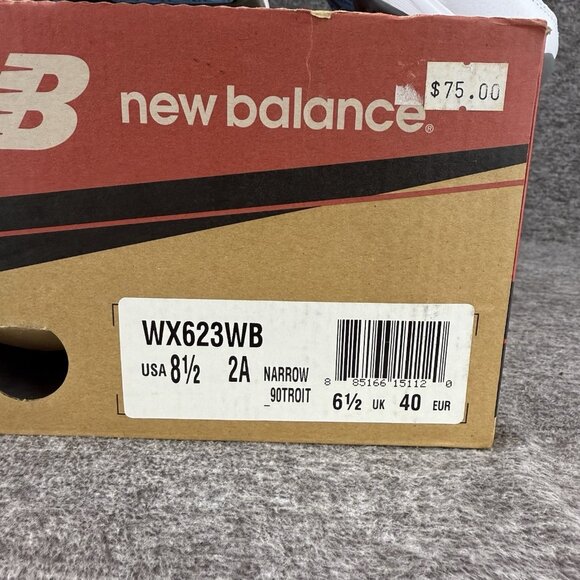 NB
new balance®
$75.00
WX623WB
USA 8½ 2A NARROW
_90TROIT
8 85166 15112 0
6½ UK 40 EUR